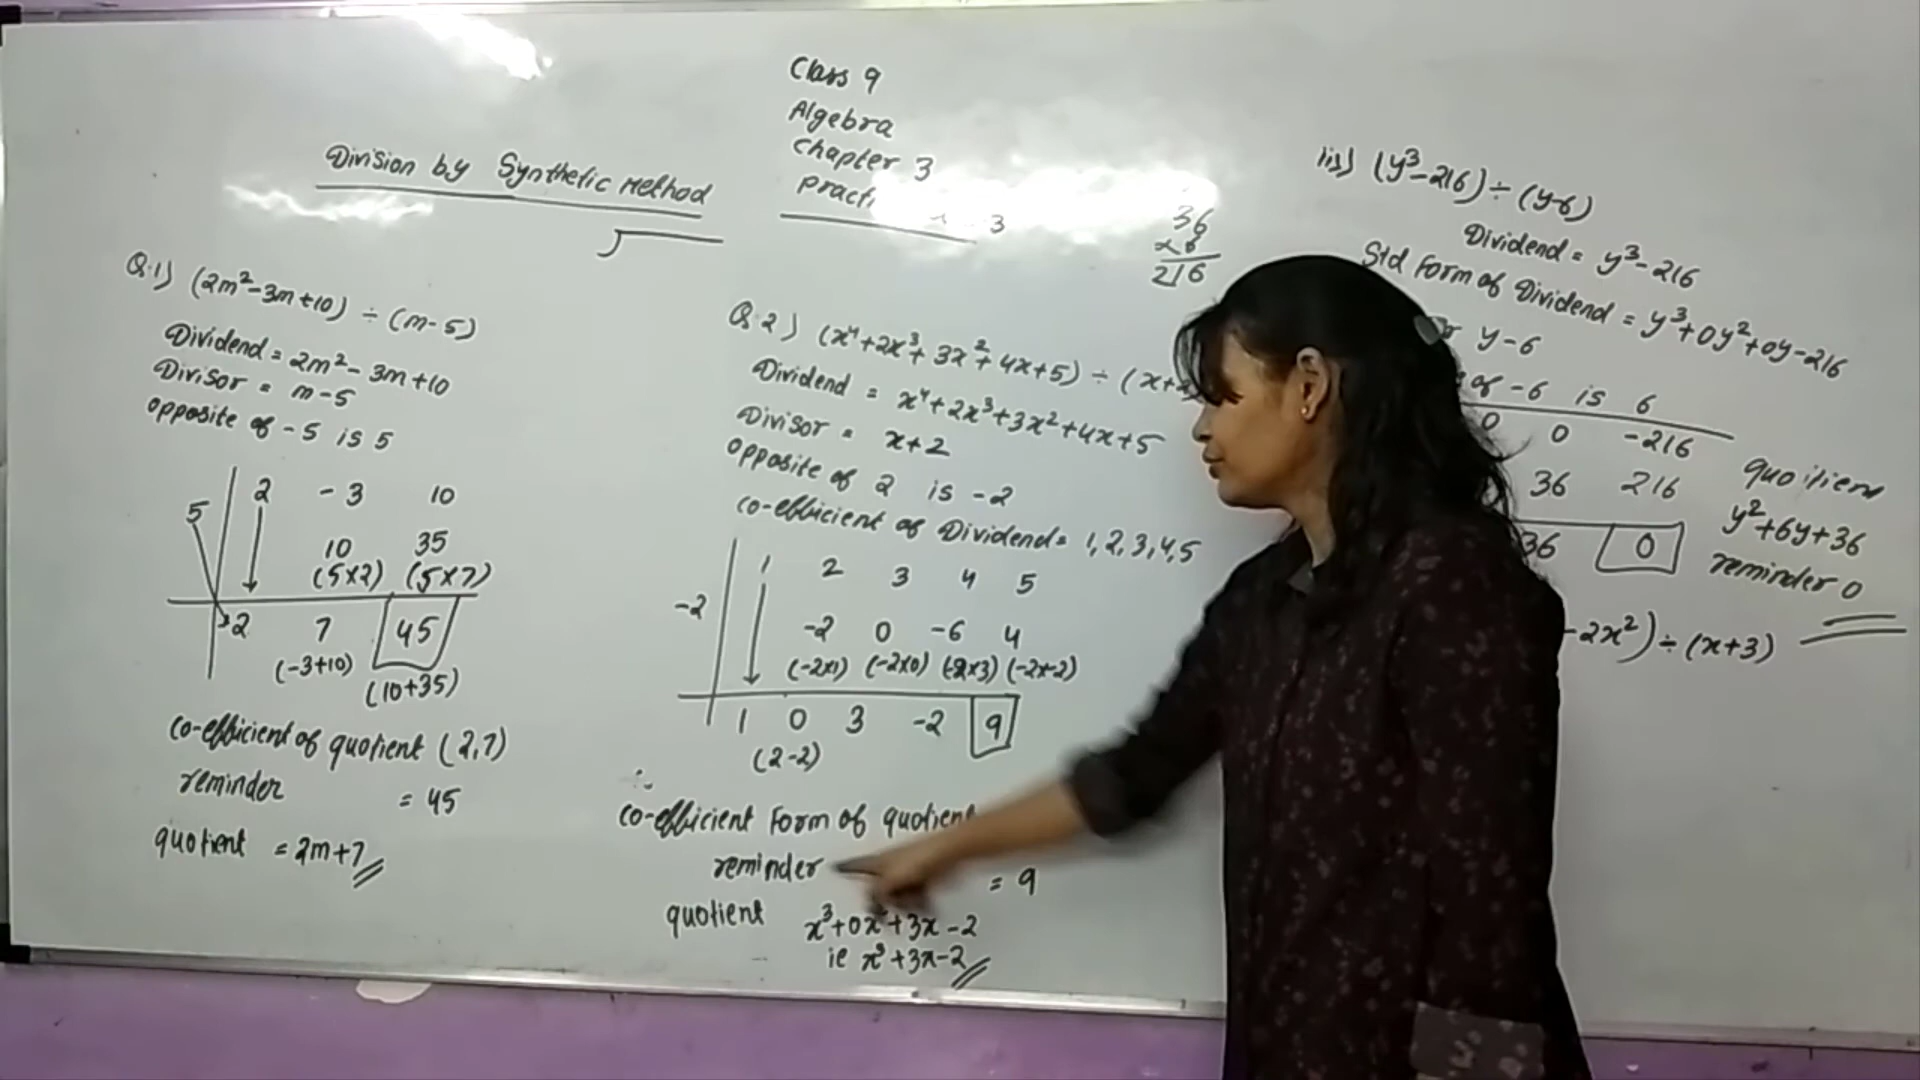 Class 9
Algebra
Chapter 3
3
Division by Synthetic Method
Q.1) (2m²-3m+10) ÷ (m-5)
Dividend = 2m²- 3m+10
Divisor = m-5
opposite of -5 is 5
5 2 -3 10
10 35
(5×2) (5×7)
2 7 45
(-3+10) (10+35)
co-efficient of quotient (2,7)
reminder = 45
quotient = 2m+7
Q.2) (x⁴+2x³+ 3x²+ 4x+5) ÷ (x+
Dividend = x⁴+2x³+3x²+4x+5
Divisor = x+2
opposite of 2 is -2
co-efficient of Dividend = 1,2,3,4,5
-2 1 2 3 4 5
-2 0 -6 4
(-2×1) (-2×0) (-2×3) (-2×-2)
1 0 3 -2 9
(2-2)
∴
co-efficient Form of quotient
reminder = 9
quotient x³+0x²+3x-2
ie x³+3x-2
36
×6
216
iii) (y³-216) ÷ (y-6)
Dividend = y³-216
Std Form of Dividend = y³+0y²+0y-216
y-6
of -6 is 6
0 0 -216
36 216
36 0
quotient
y²+6y+36
reminder 0
2x²) ÷ (x+3)